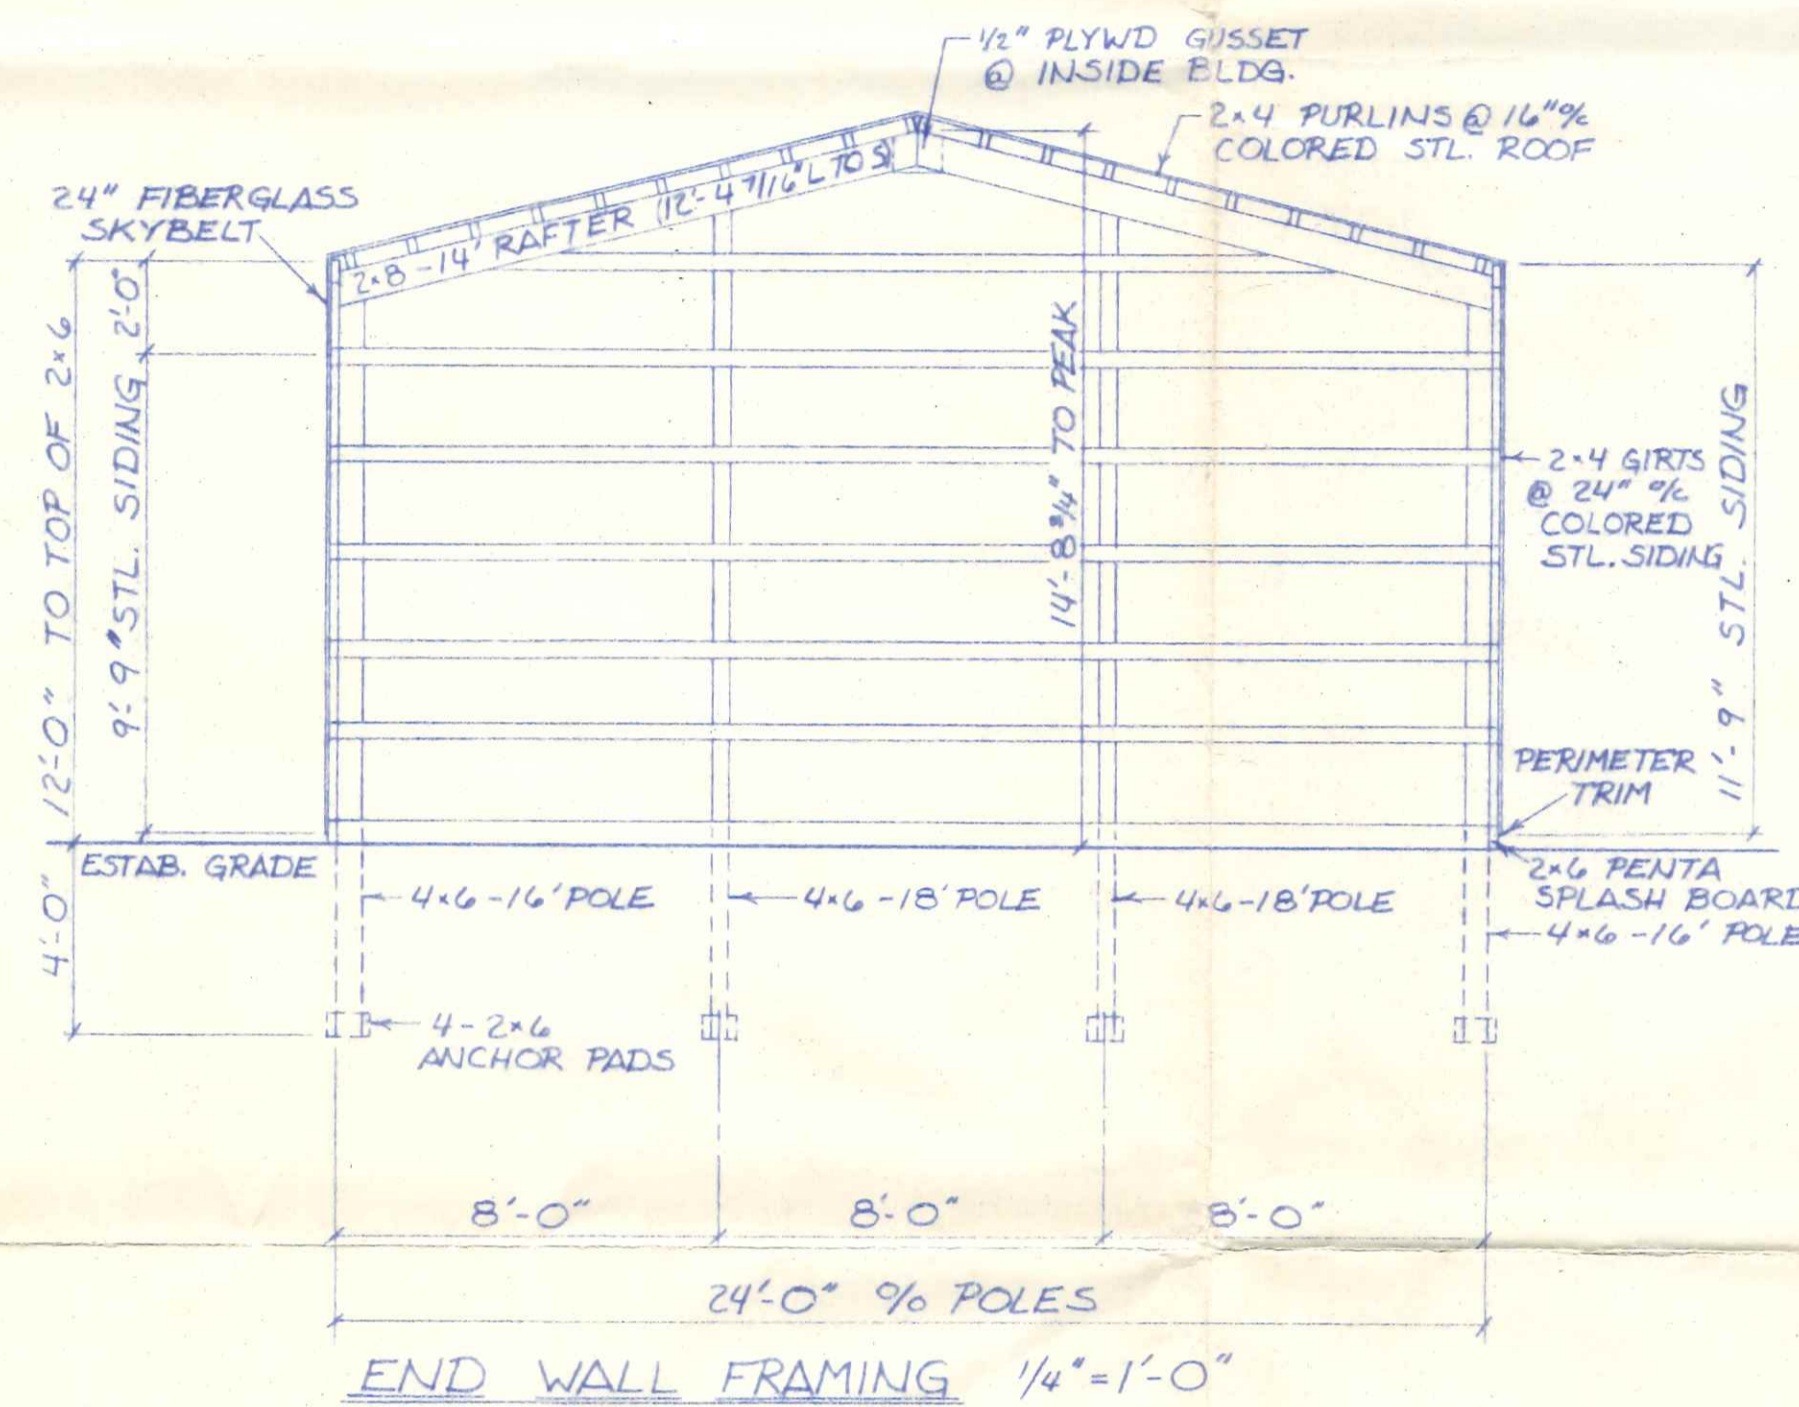 1/2" PLYWD GUSSET
@ INSIDE BLDG.
2x4 PURLINS @ 16" o/c
COLORED STL. ROOF
24" FIBERGLASS
SKYBELT
2x8 - 14' RAFTER (12'-4 7/16" L TO S)
12'-0" TO TOP OF 2x6
9'-9" STL. SIDING
2'-0"
14'-8 3/4" TO PEAK
2x4 GIRTS
@ 24" o/c
COLORED
STL. SIDING
11'-9" STL. SIDING
PERIMETER
TRIM
ESTAB. GRADE
4'-0"
4x6 - 16' POLE
4x6 - 18' POLE
4x6 - 18' POLE
2x6 PENTA
SPLASH BOARD
4x6 - 16' POLE
4 - 2x6
ANCHOR PADS
8'-0"
8'-0"
8'-0"
24'-0" o/o POLES
END WALL FRAMING 1/4" = 1'-0"